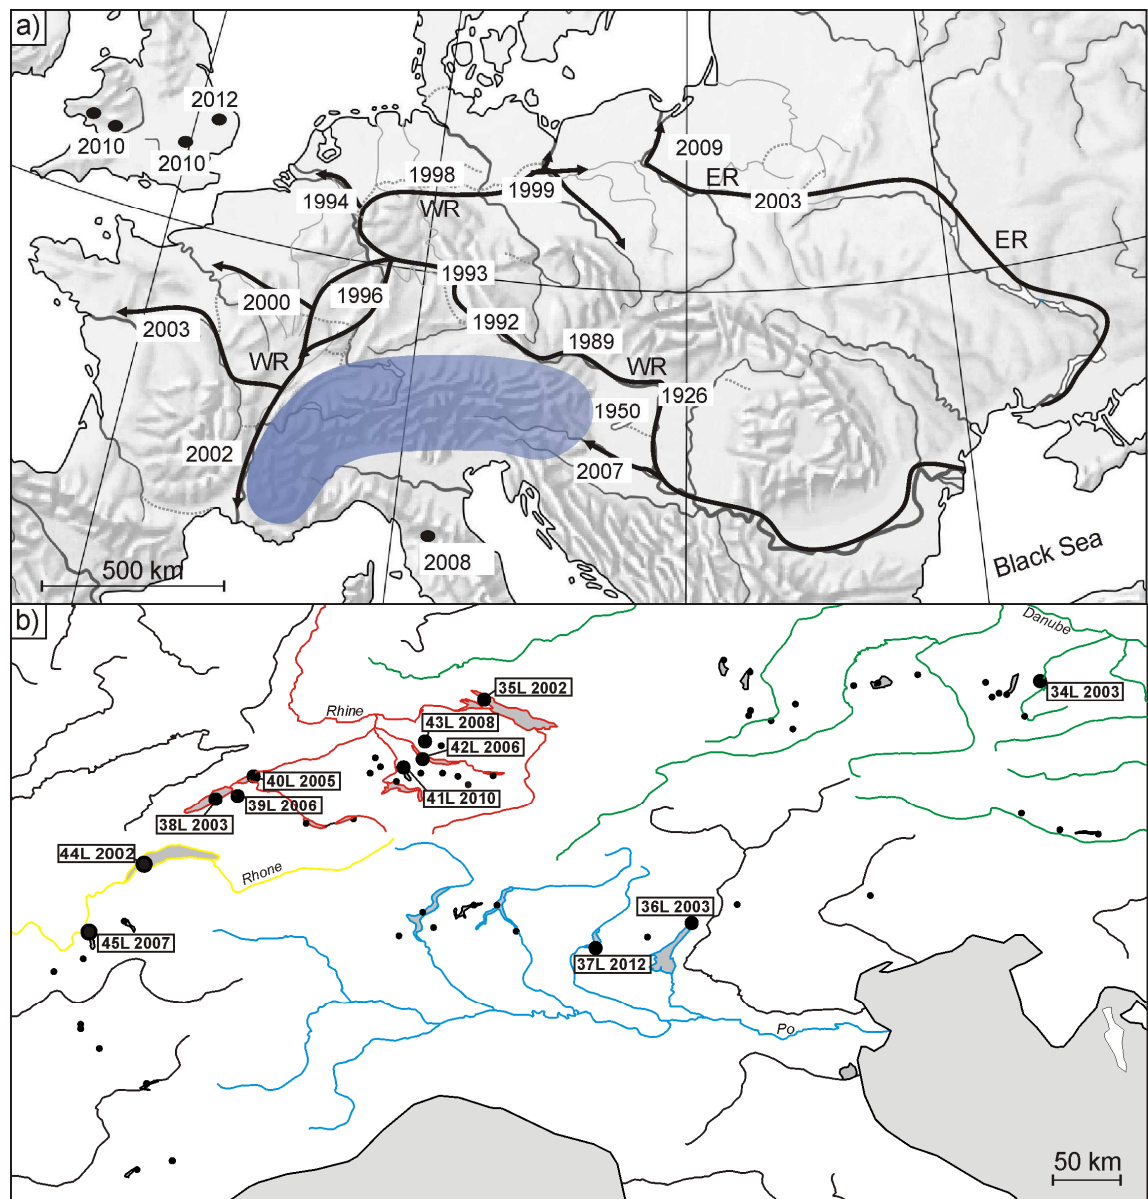 a)
2012
2010
2010
2009
1998
ER
1999
1994
2003
WR
ER
1993
2000
1996
1992
2003
1989
WR
WR
1926
1950
2002
2007
Black Sea
2008
500 km
b)
Danube
35L 2002
34L 2003
Rhine
43L 2008
42L 2006
40L 2005
41L 2010
39L 2006
38L 2003
44L 2002
Rhone
36L 2003
45L 2007
37L 2012
Po
50 km